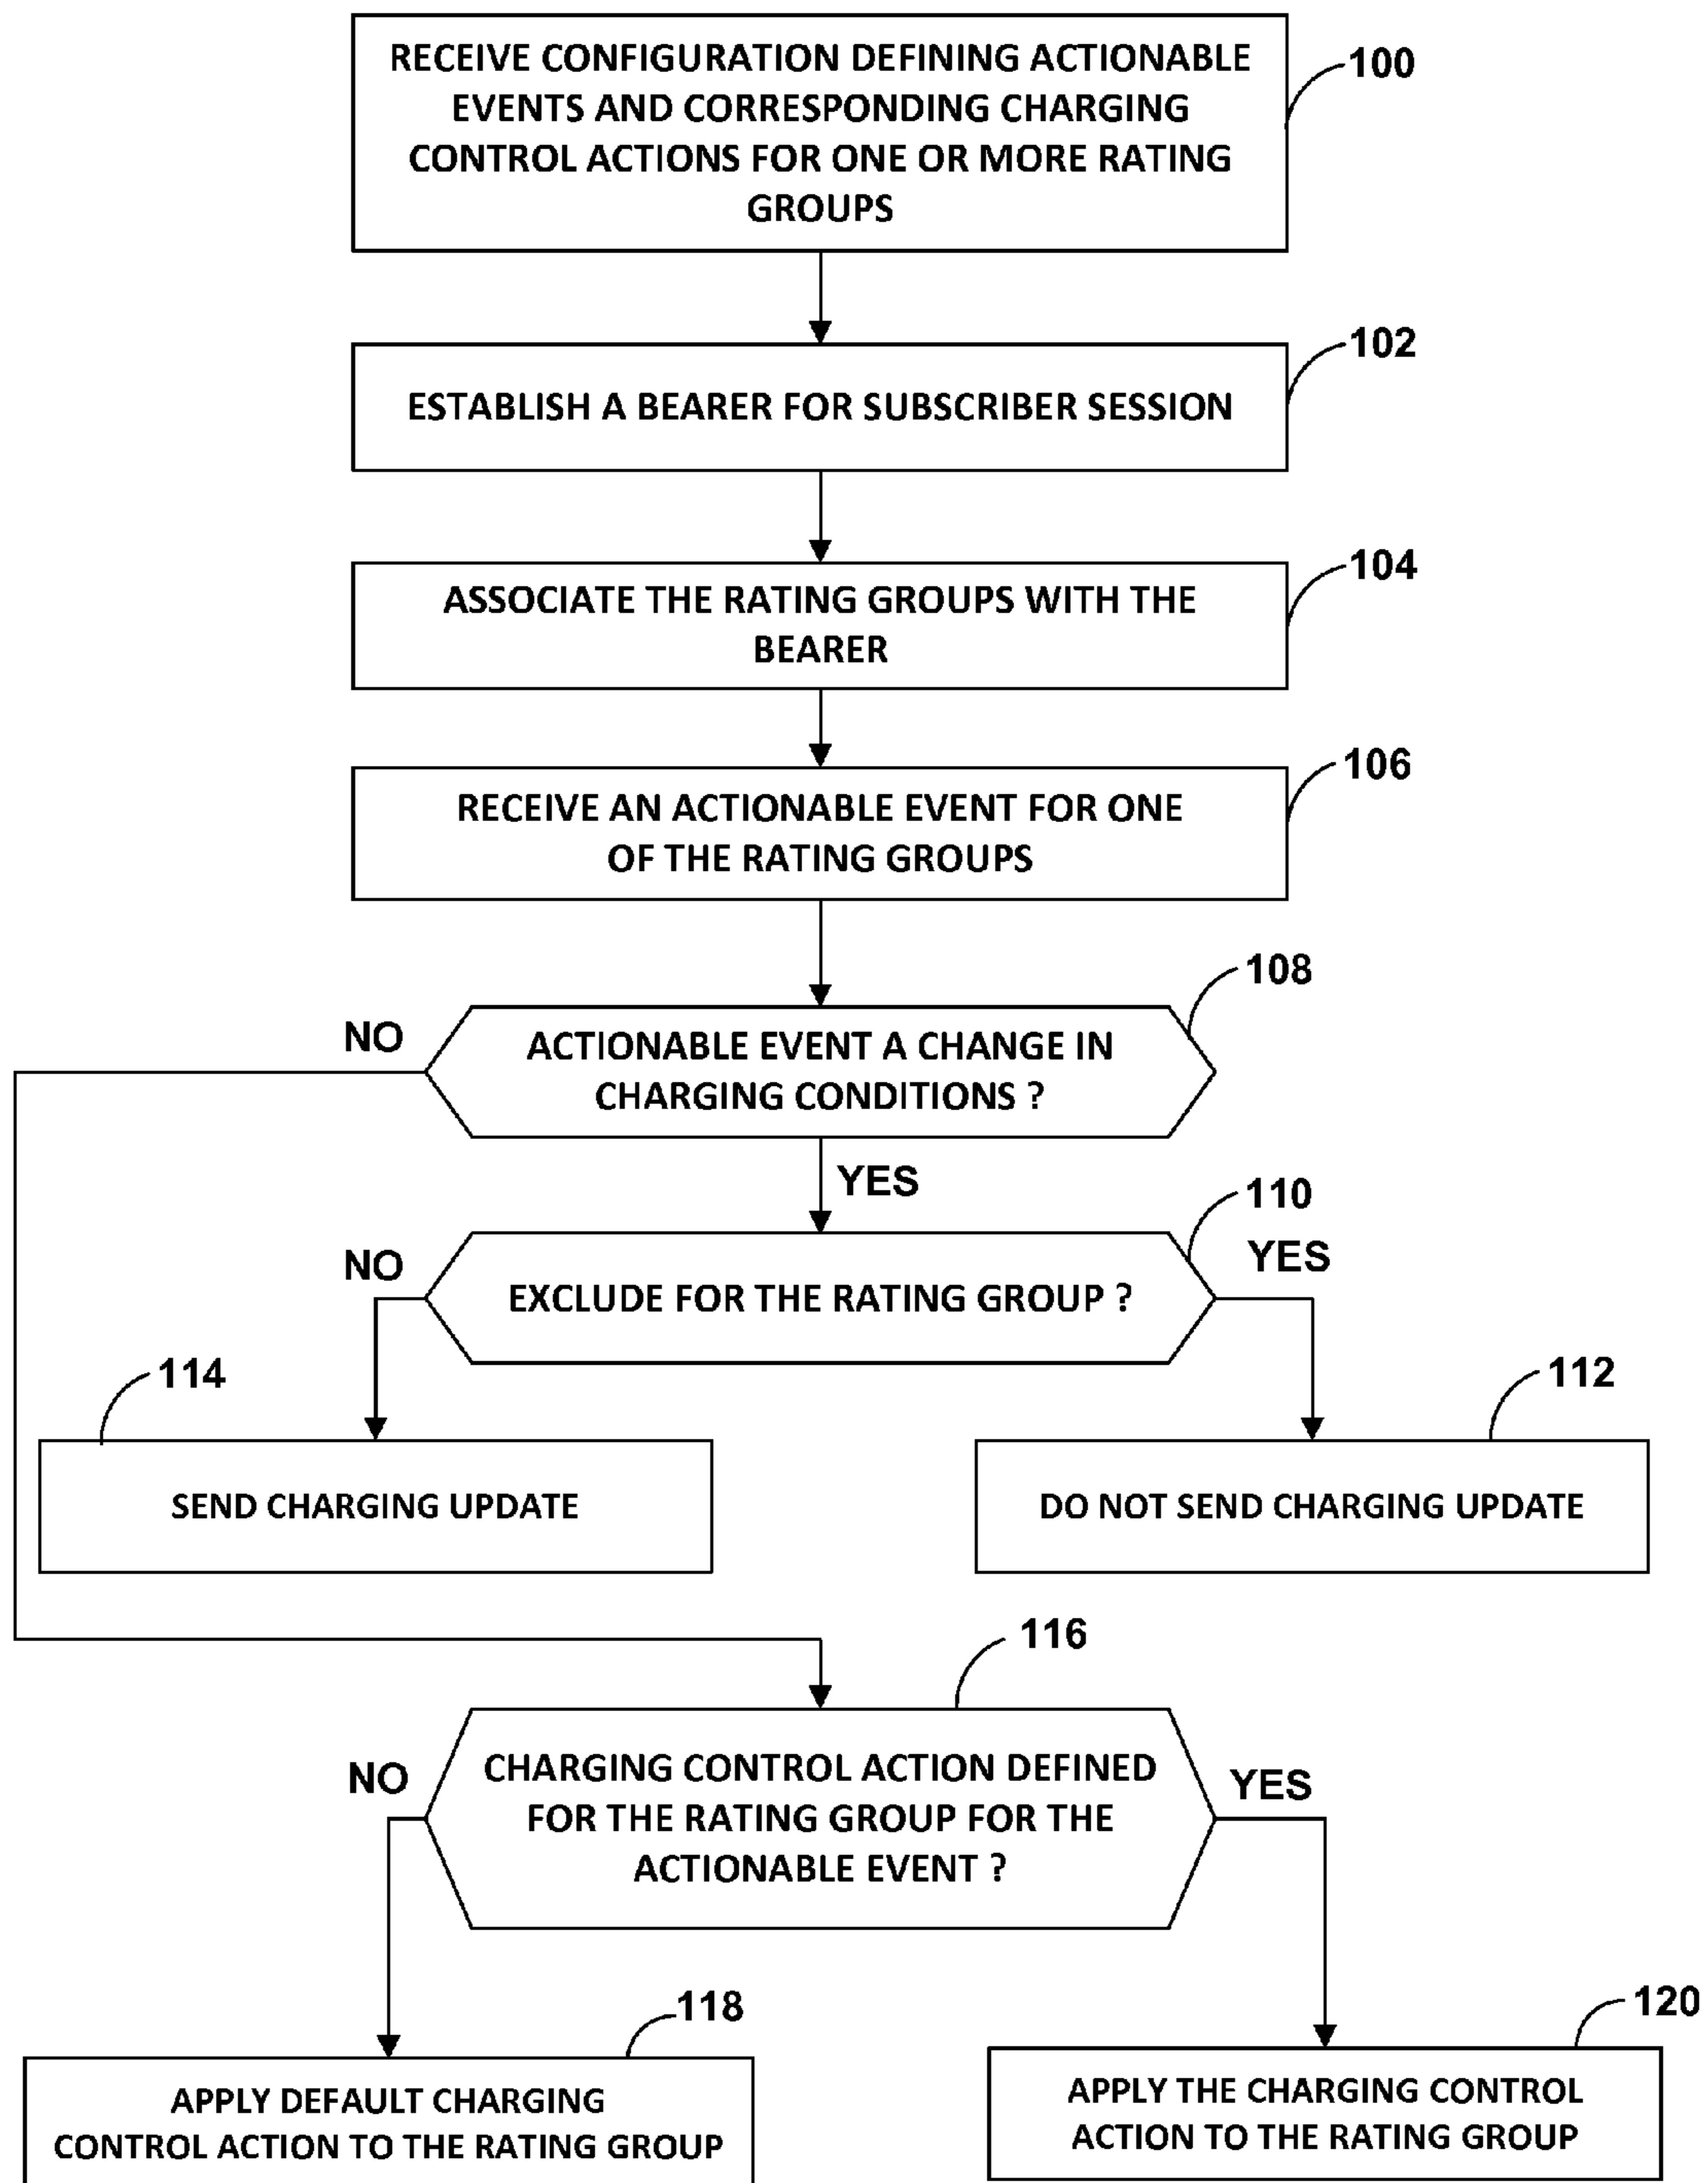 RECEIVE CONFIGURATION DEFINING ACTIONABLE
EVENTS AND CORRESPONDING CHARGING
CONTROL ACTIONS FOR ONE OR MORE RATING
GROUPS
100
102
ESTABLISH A BEARER FOR SUBSCRIBER SESSION
104
ASSOCIATE THE RATING GROUPS WITH THE
BEARER
106
RECEIVE AN ACTIONABLE EVENT FOR ONE
OF THE RATING GROUPS
108
NO
ACTIONABLE EVENT A CHANGE IN
CHARGING CONDITIONS ?
YES
110
NO
YES
EXCLUDE FOR THE RATING GROUP ?
114
112
SEND CHARGING UPDATE
DO NOT SEND CHARGING UPDATE
116
NO
CHARGING CONTROL ACTION DEFINED
FOR THE RATING GROUP FOR THE
ACTIONABLE EVENT ?
YES
118
120
APPLY DEFAULT CHARGING
CONTROL ACTION TO THE RATING GROUP
APPLY THE CHARGING CONTROL
ACTION TO THE RATING GROUP